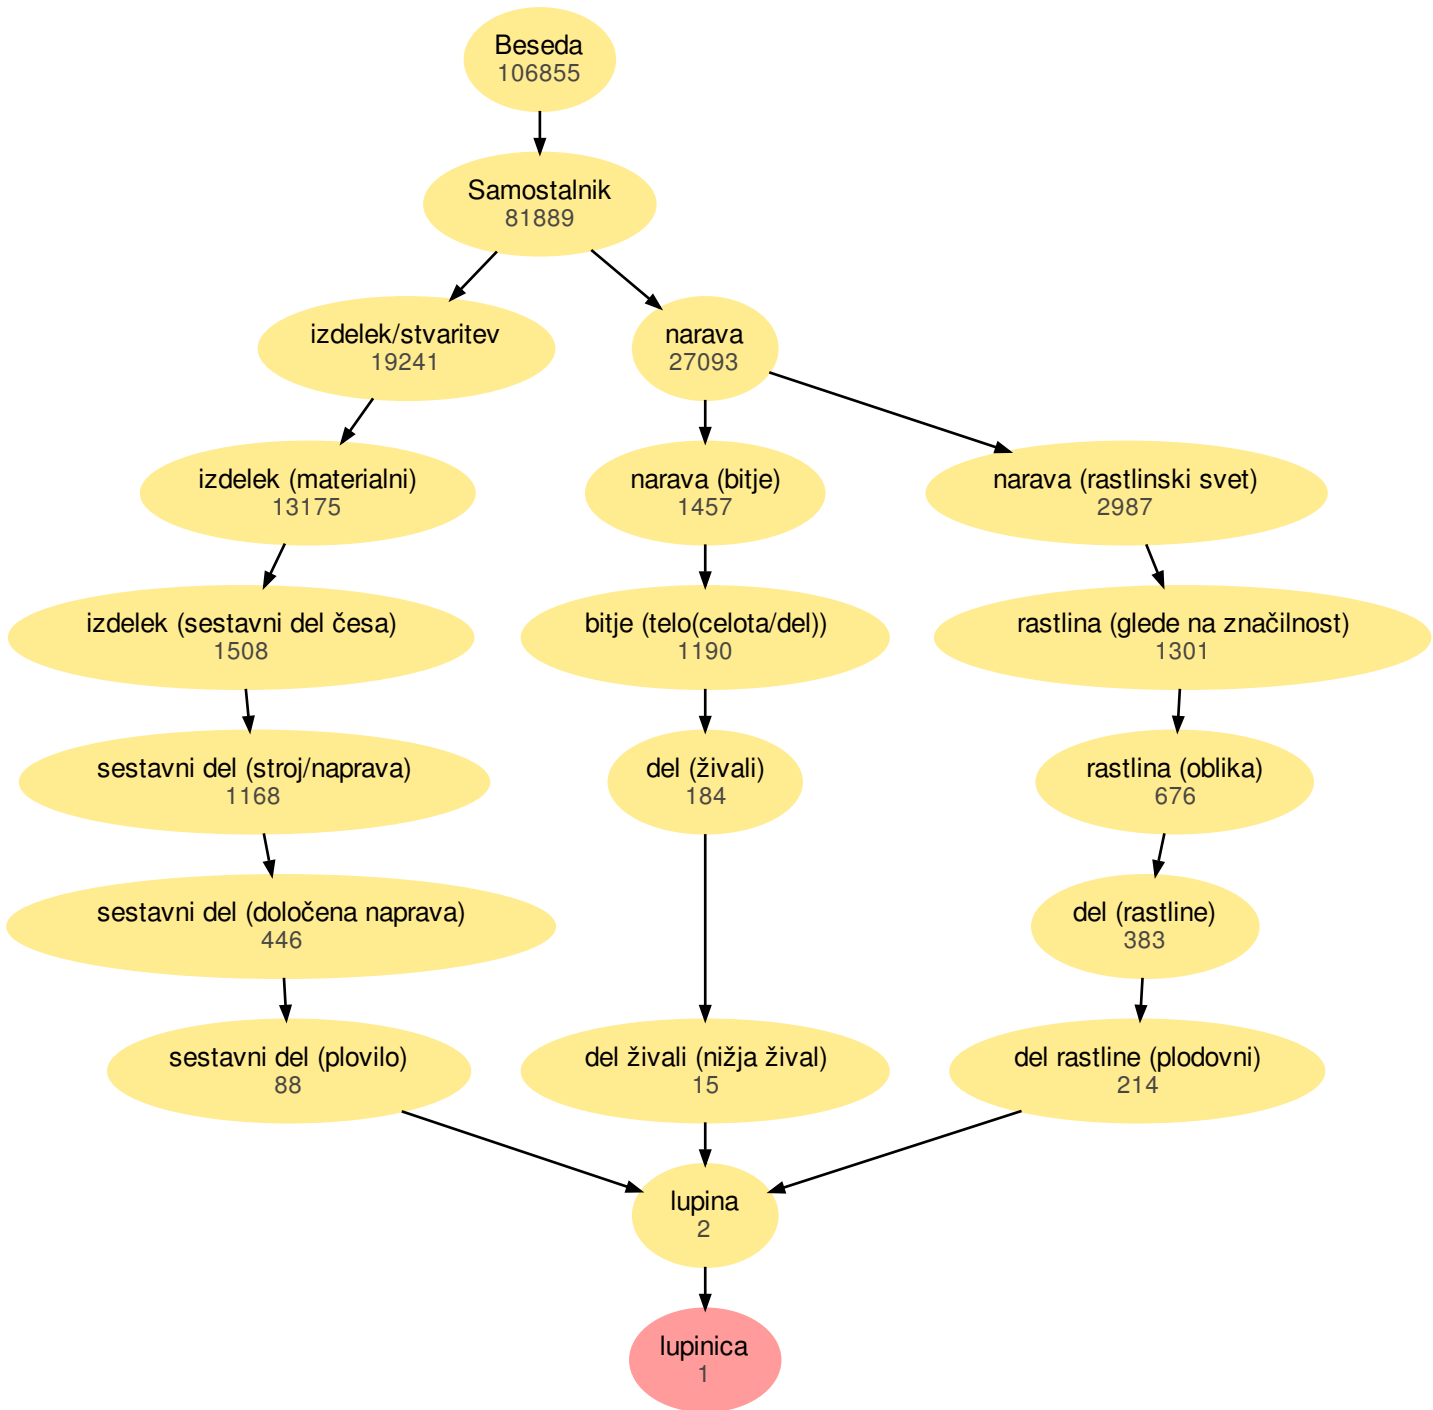 Beseda
106855
Samostalnik
81889
izdelek/stvaritev
19241
narava
27093
izdelek (materialni)
13175
narava (bitje)
1457
narava (rastlinski svet)
2987
izdelek (sestavni del česa)
1508
bitje (telo(celota/del))
1190
rastlina (glede na značilnost)
1301
sestavni del (stroj/naprava)
1168
del (živali)
184
rastlina (oblika)
676
sestavni del (določena naprava)
446
del (rastline)
383
sestavni del (plovilo)
88
del živali (nižja žival)
15
del rastline (plodovni)
214
lupina
2
lupinica
1